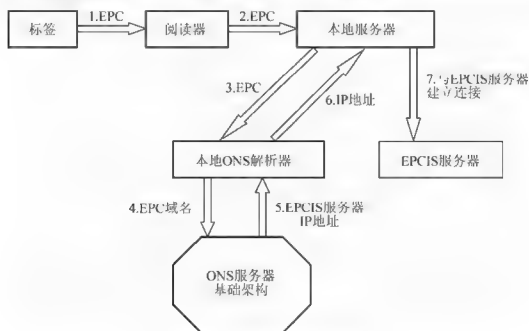 标签
1.EPC
阅读器
2.EPC
本地服务器
3.EPC
6.IP地址
7.与EPCIS服务器
建立连接
本地ONS解析器
EPCIS服务器
4.EPC域名
5.EPCIS服务器
IP地址
ONS服务器
基础架构